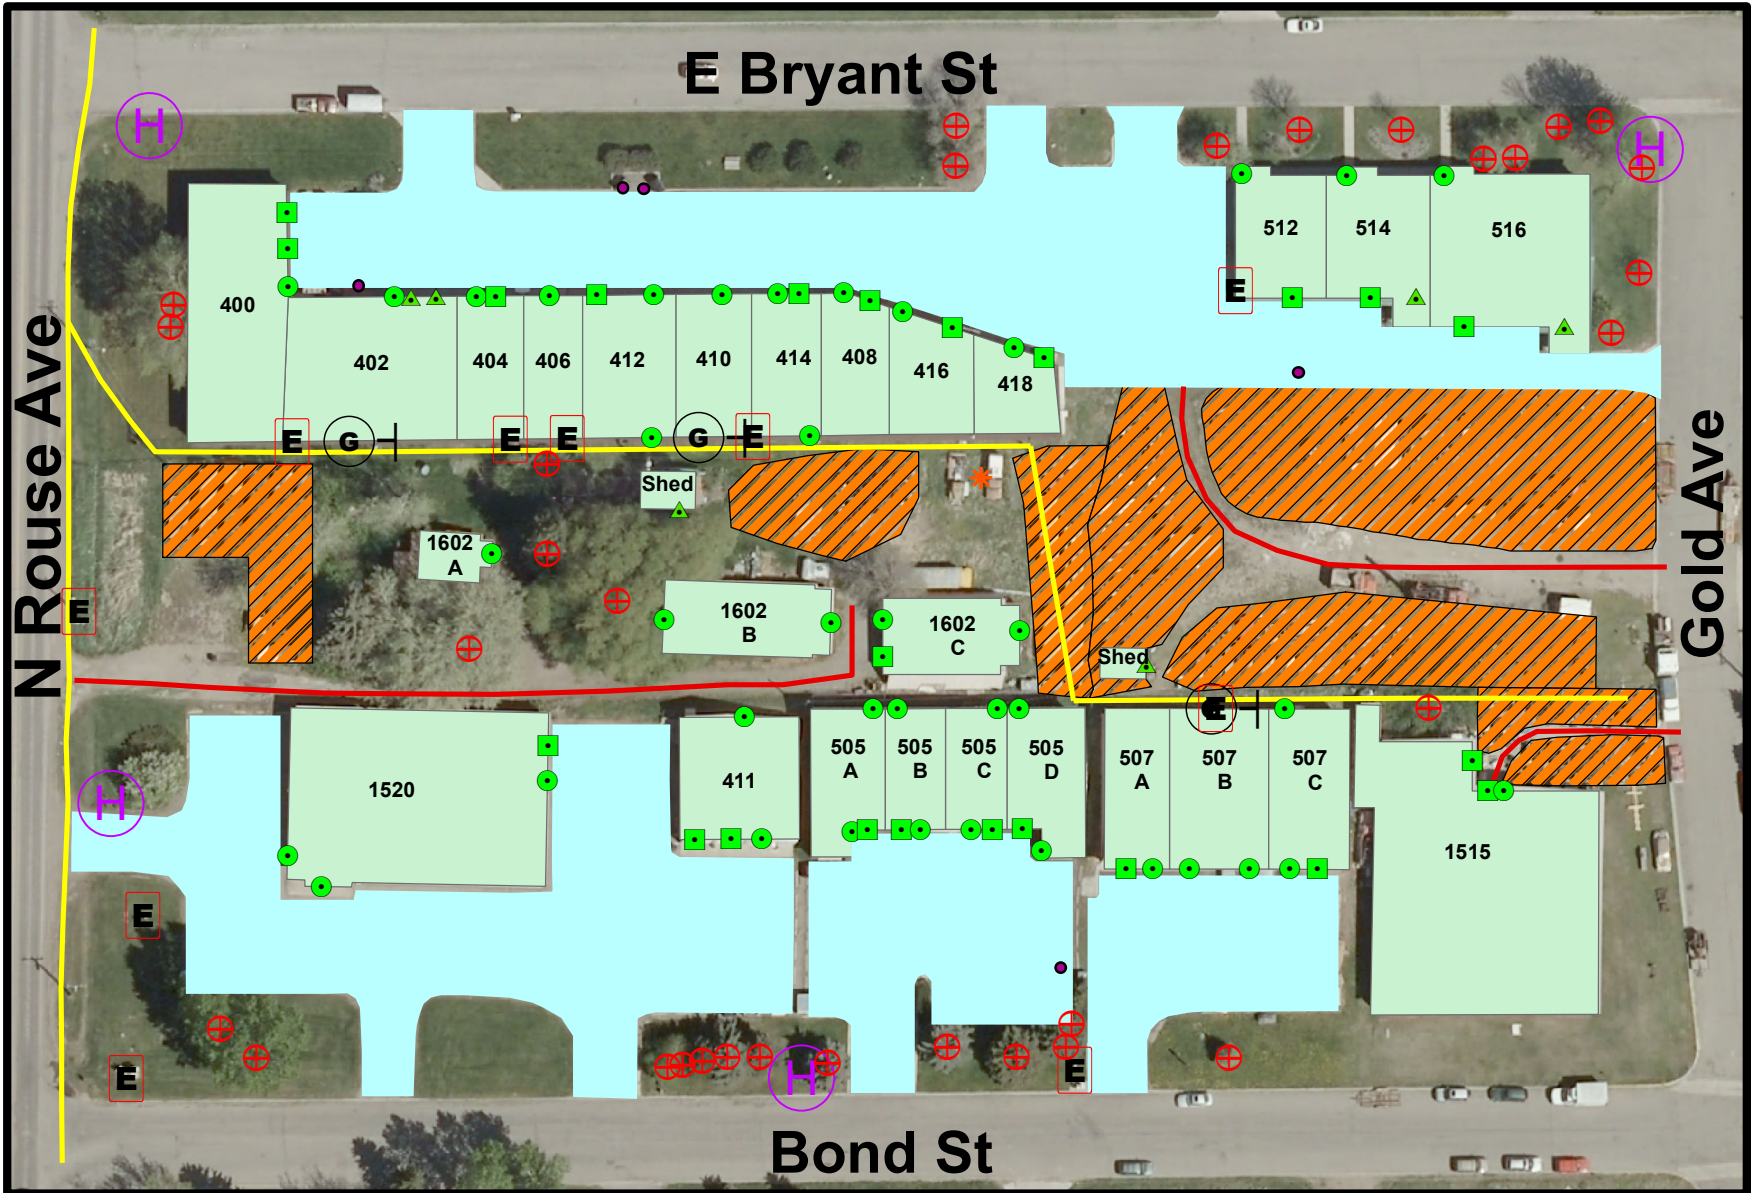 E Bryant St
H
H
512
514
516
E
400
402
404
406
412
410
414
408
416
418
E
G
E
E
G
E
N Rouse Ave
Gold Ave
Shed
1602
A
1602
B
1602
C
E
Shed
E
1520
411
505
A
505
B
505
C
505
D
507
A
507
B
507
C
1515
H
E
E
H
E
Bond St